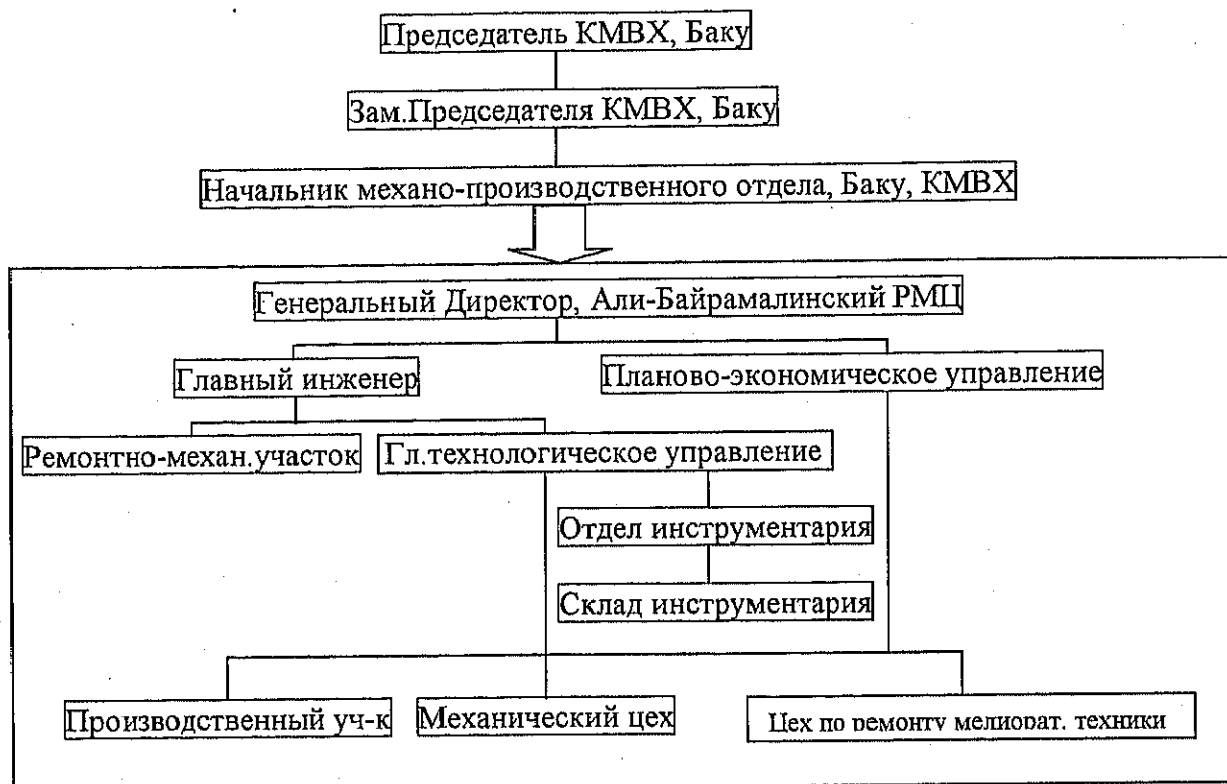 Председатель КМВХ, Баку
Зам.Председателя КМВХ, Баку
Начальник механо-производственного отдела, Баку, КМВХ
Генеральный Директор, Али-Байрамалинский РМЦ
Главный инженер
Планово-экономическое управление
Ремонтно-механ.участок
Гл.технологическое управление
Отдел инструментария
Склад инструментария
Производственный уч-к
Механический цех
Цех по ремонту мелиорат. техники